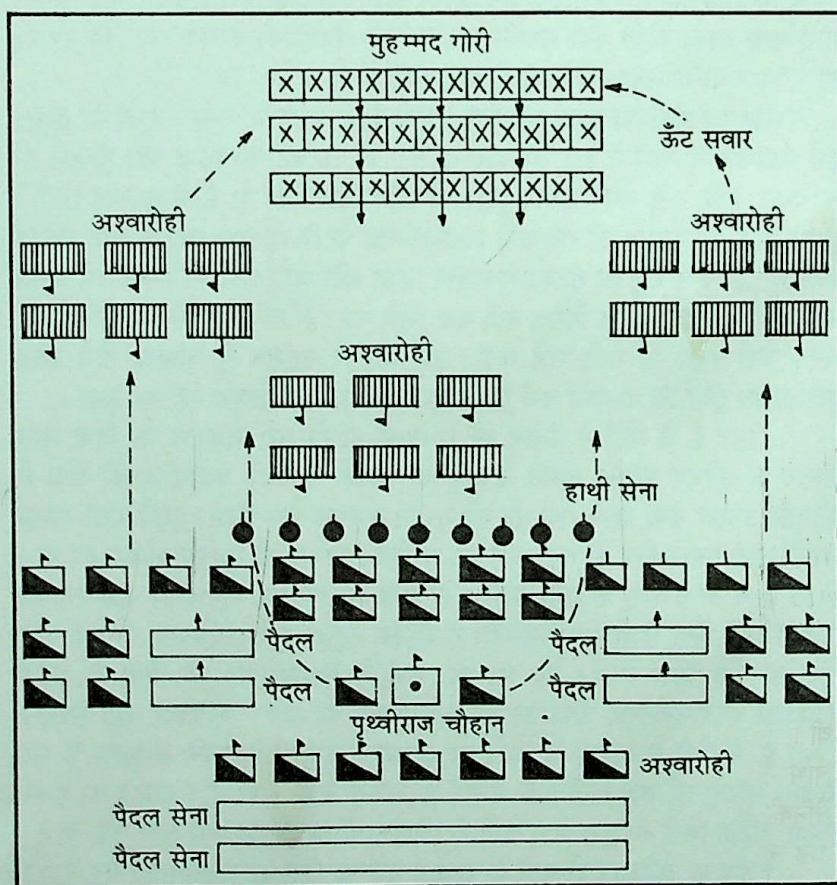 मुहम्मद गोरी
ऊँट सवार
अश्वारोही
अश्वारोही
अश्वारोही
हाथी सेना
पैदल
पैदल
पैदल
पैदल
पृथ्वीराज चौहान
अश्वारोही
पैदल सेना
पैदल सेना